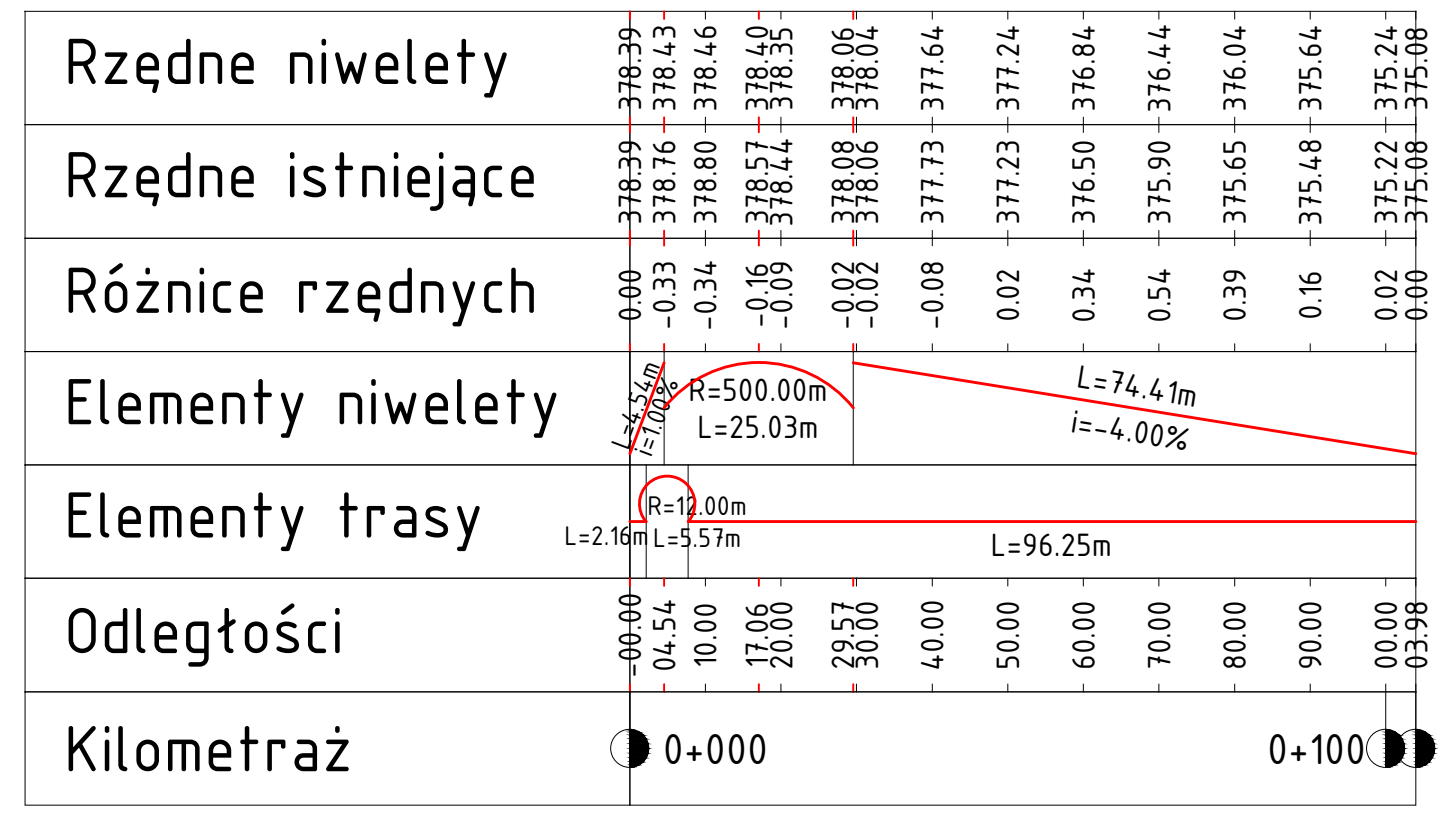 Rzędne niwelety 378.39 378.43 378.46 378.40 378.35 378.06 378.04 377.64 377.24 376.84 376.44 376.04 375.64 375.24 375.08
Rzędne istniejące 378.39 378.76 378.80 378.57 378.44 378.08 378.06 377.73 377.23 376.50 375.90 375.65 375.48 375.22 375.08
Różnice rzędnych 0.00 -0.33 -0.34 -0.16 -0.09 -0.02 -0.02 -0.08 0.02 0.34 0.54 0.39 0.16 0.02 0.00
Elementy niwelety
L=4.54m
i=1.00%
R=500.00m
L=25.03m
L=74.41m
i=-4.00%
Elementy trasy
L=2.16m
R=12.00m
L=5.57m
L=96.25m
Odległości -00.00 04.54 10.00 17.06 20.00 29.57 30.00 40.00 50.00 60.00 70.00 80.00 90.00 00.00 03.98
Kilometraż 0+000 0+100